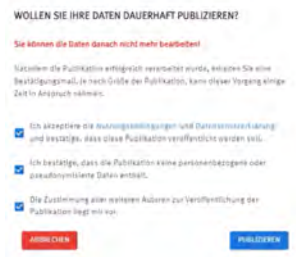 WOLLEN SIE IHRE DATEN DAUERHAFT PUBLIZIEREN?
Sie können die Daten danach nicht mehr bearbeiten!
Nachdem die Publikation erfolgreich verarbeitet wurde, erhalten Sie eine
Bestätigungsmail. Je nach Größe der Publikation, kann dieser Vorgang einige
Zeit in Anspruch nehmen.
Ich akzeptiere die Nutzungsbedingungen und Datenschutzerklärung
und bestätige, dass diese Publikation veröffentlicht werden soll.
Ich bestätige, dass die Publikation keine personenbezogene oder
pseudonymisierte Daten enthält.
Die Zustimmung aller weiteren Autoren zur Veröffentlichung der
Publikation liegt mir vor.
ABBRECHEN PUBLIZIEREN